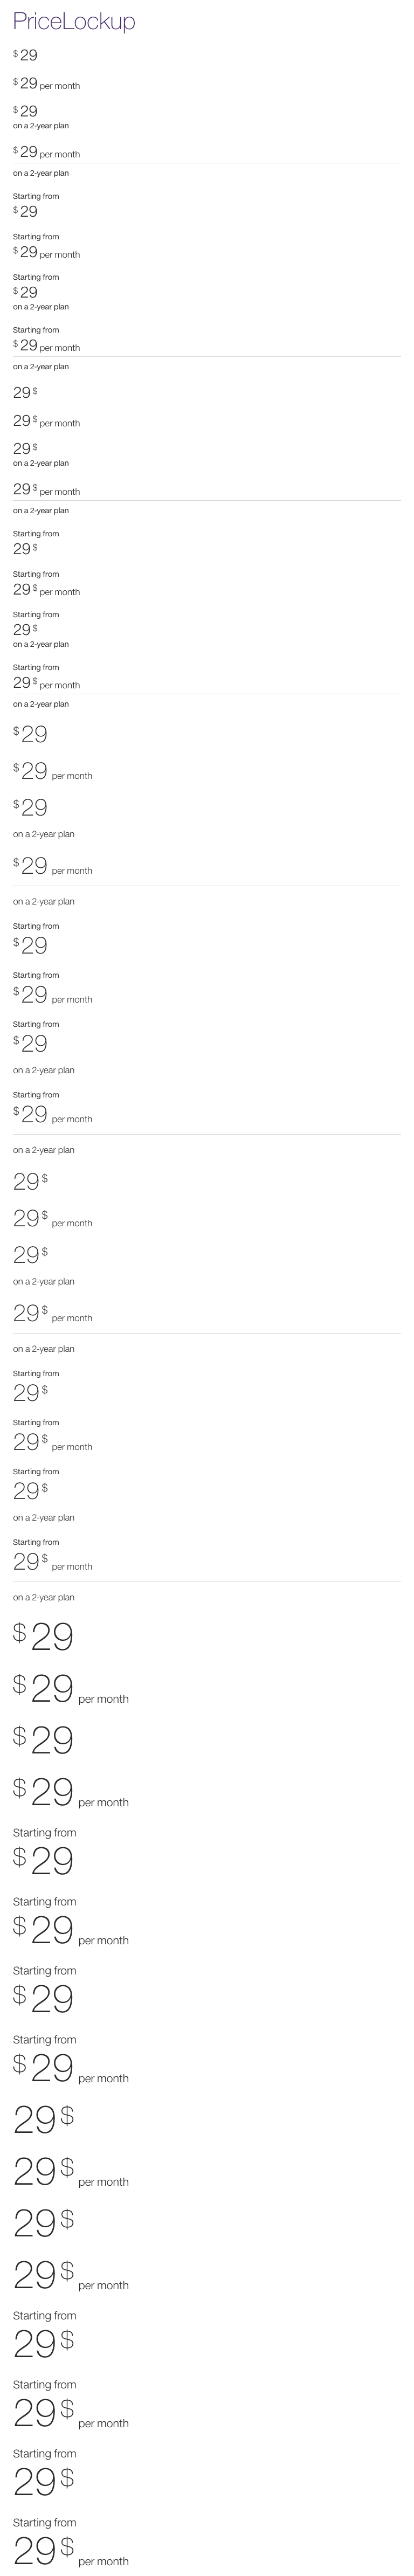 PriceLockup
$ 29
$ 29 per month
$ 29
on a 2-year plan
$ 29 per month
on a 2-year plan
Starting from
$ 29
Starting from
$ 29 per month
Starting from
$ 29
on a 2-year plan
Starting from
$ 29 per month
on a 2-year plan
29 $
29 $ per month
29 $
on a 2-year plan
29 $ per month
on a 2-year plan
Starting from
29 $
Starting from
29 $ per month
Starting from
29 $
on a 2-year plan
Starting from
29 $ per month
on a 2-year plan
$ 29
$ 29 per month
$ 29
on a 2-year plan
$ 29 per month
on a 2-year plan
Starting from
$ 29
Starting from
$ 29 per month
Starting from
$ 29
on a 2-year plan
Starting from
$ 29 per month
on a 2-year plan
29 $
29 $ per month
29 $
on a 2-year plan
29 $ per month
on a 2-year plan
Starting from
29 $
Starting from
29 $ per month
Starting from
29 $
on a 2-year plan
Starting from
29 $ per month
on a 2-year plan
$ 29
$ 29 per month
$ 29
$ 29 per month
Starting from
$ 29
Starting from
$ 29 per month
Starting from
$ 29
Starting from
$ 29 per month
29 $
29 $ per month
29 $
29 $ per month
Starting from
29 $
Starting from
29 $ per month
Starting from
29 $
Starting from
29 $ per month